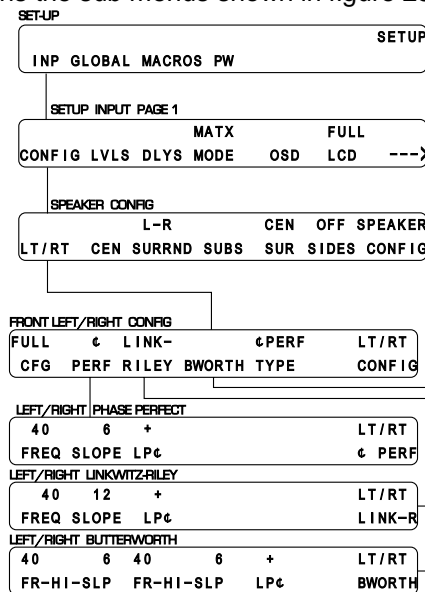 SET-UP
SETUP
INP GLOBAL MACROS PW
SETUP INPUT PAGE 1
MATX FULL
CONFIG LVLS DLYS MODE OSD LCD --->
SPEAKER CONFIG
L-R CEN OFF SPEAKER
LT/RT CEN SURRND SUBS SUR SIDES CONFIG
FRONT LEFT/RIGHT CONFIG
FULL ¢ LINK- ¢PERF LT/RT
CFG PERF RILEY BWORTH TYPE CONFIG
LEFT/RIGHT PHASE PERFECT
40 6 + LT/RT
FREQ SLOPE LP¢ ¢ PERF
LEFT/RIGHT LINKWITZ-RILEY
40 12 + LT/RT
FREQ SLOPE LP¢ LINK-R
LEFT/RIGHT BUTTERWORTH
40 6 40 6 + LT/RT
FR-HI-SLP FR-HI-SLP LP¢ BWORTH